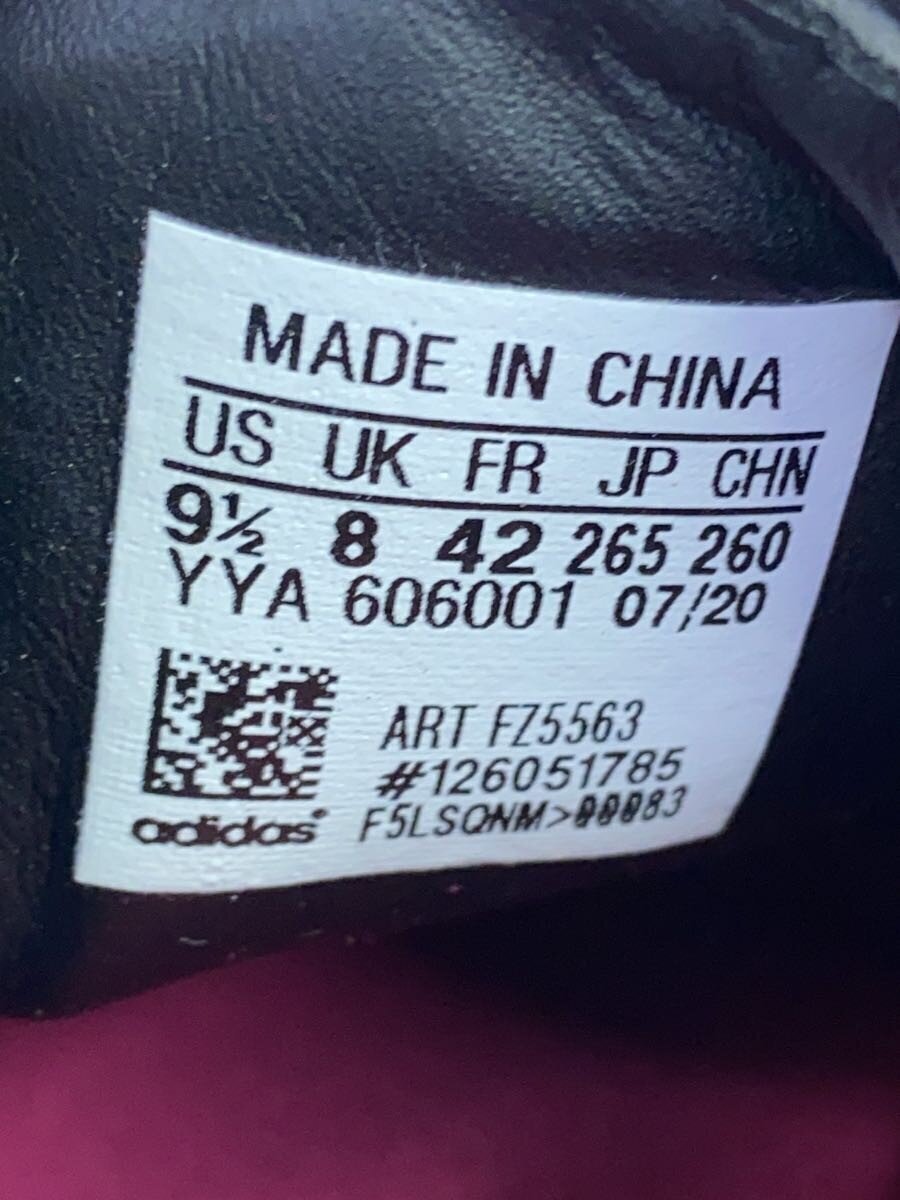 MADE IN CHINA
US UK FR JP CHN
9½ 8 42 265 260
YYA 606001 07/20
ART FZ5563
#126051785
adidas F5LSQNM>00083